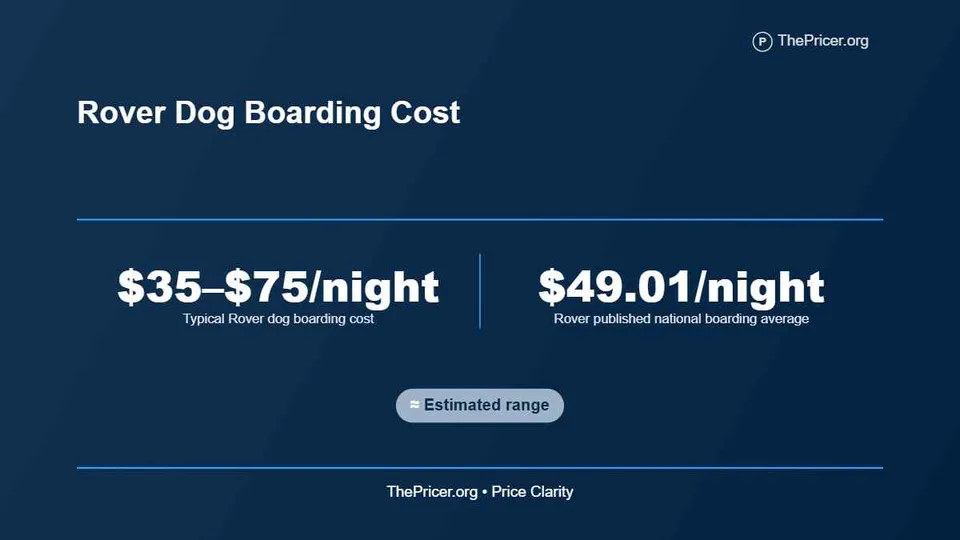 P ThePricer.org
Rover Dog Boarding Cost
$35–$75/night
Typical Rover dog boarding cost
$49.01/night
Rover published national boarding average
≈ Estimated range
ThePricer.org • Price Clarity